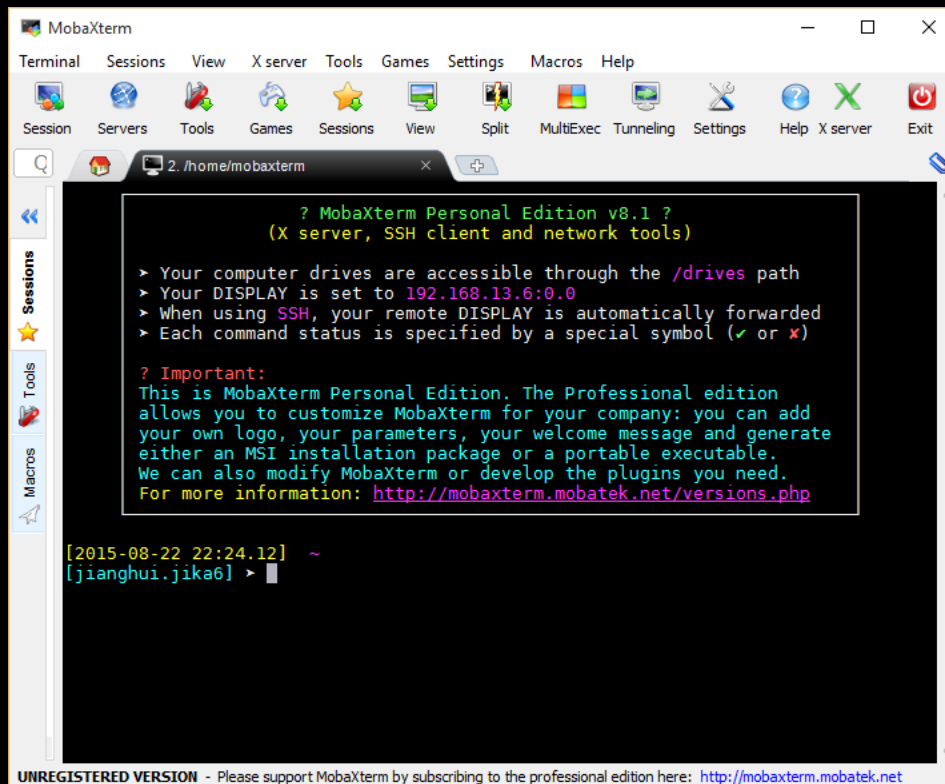 MobaXterm
Terminal Sessions View X server Tools Games Settings Macros Help
Session Servers Tools Games Sessions View Split MultiExec Tunneling Settings Help X server Exit
2. /home/mobaxterm
Sessions
Tools
Macros
? MobaXterm Personal Edition v8.1 ?
(X server, SSH client and network tools)
➤ Your computer drives are accessible through the /drives path
➤ Your DISPLAY is set to 192.168.13.6:0.0
➤ When using SSH, your remote DISPLAY is automatically forwarded
➤ Each command status is specified by a special symbol (✔ or ✘)
? Important:
This is MobaXterm Personal Edition. The Professional edition
allows you to customize MobaXterm for your company: you can add
your own logo, your parameters, your welcome message and generate
either an MSI installation package or a portable executable.
We can also modify MobaXterm or develop the plugins you need.
For more information: http://mobaxterm.mobatek.net/versions.php
[2015-08-22 22:24.12] ~
[jianghui.jika6] ➤
UNREGISTERED VERSION - Please support MobaXterm by subscribing to the professional edition here: http://mobaxterm.mobatek.net